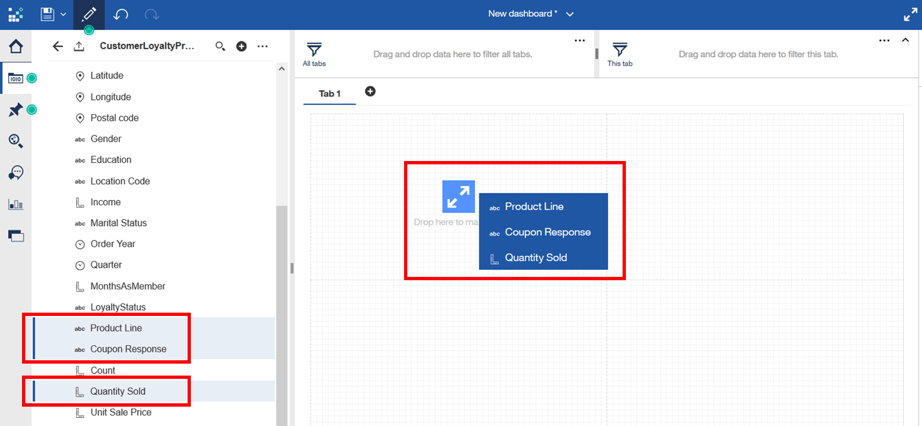 New dashboard *
CustomerLoyaltyPr...
All tabs
Drag and drop data here to filter all tabs.
This tab
Drag and drop data here to filter this tab.
Tab 1
Latitude
Longitude
Postal code
abc Gender
abc Education
abc Location Code
Income
abc Marital Status
Order Year
Quarter
MonthsAsMember
abc LoyaltyStatus
abc Product Line
abc Coupon Response
Count
Quantity Sold
Unit Sale Price
Drop here to ma
abc Product Line
abc Coupon Response
Quantity Sold